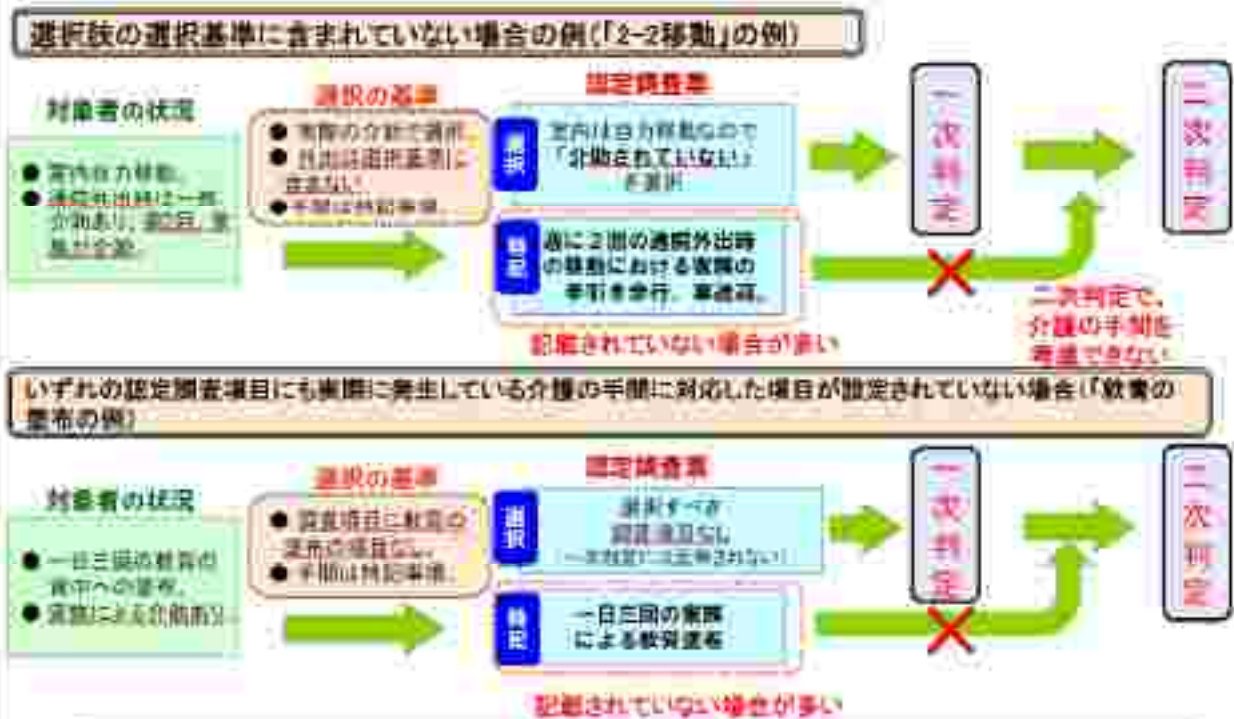 選択肢の選択基準に含まれていない場合の例(「2-2移動」の例)
対象者の状況
● 室内自力移動。
● 通院外出時は一部
介助あり。週2回、家
族が介助。
選択の基準
● 実際の介助で選択。
● 外出は選択基準に
含まない
● 手間は特記事項。
認定調査票
選択
室内は自力移動なので
「介助されていない」
を選択
特記
週に2回の通院外出時
の移動における家族の
手引き歩行、車送迎。
記載されていない場合が多い
一次判定
二次判定
二次判定で、
介護の手間を
考慮できない
いずれの認定調査項目にも実際に発生している介護の手間に対応した項目が設定されていない場合(「軟膏の
塗布の例)
対象者の状況
● 一日三回の軟膏の
背中への塗布。
● 家族による介助あり。
選択の基準
● 調査項目に軟膏の
塗布の項目なし。
● 手間は特記事項。
認定調査票
選択
選択すべき
調査項目なし
(一次判定には反映されない)
特記
一日三回の家族
による軟膏塗布
記載されていない場合が多い
一次判定
二次判定